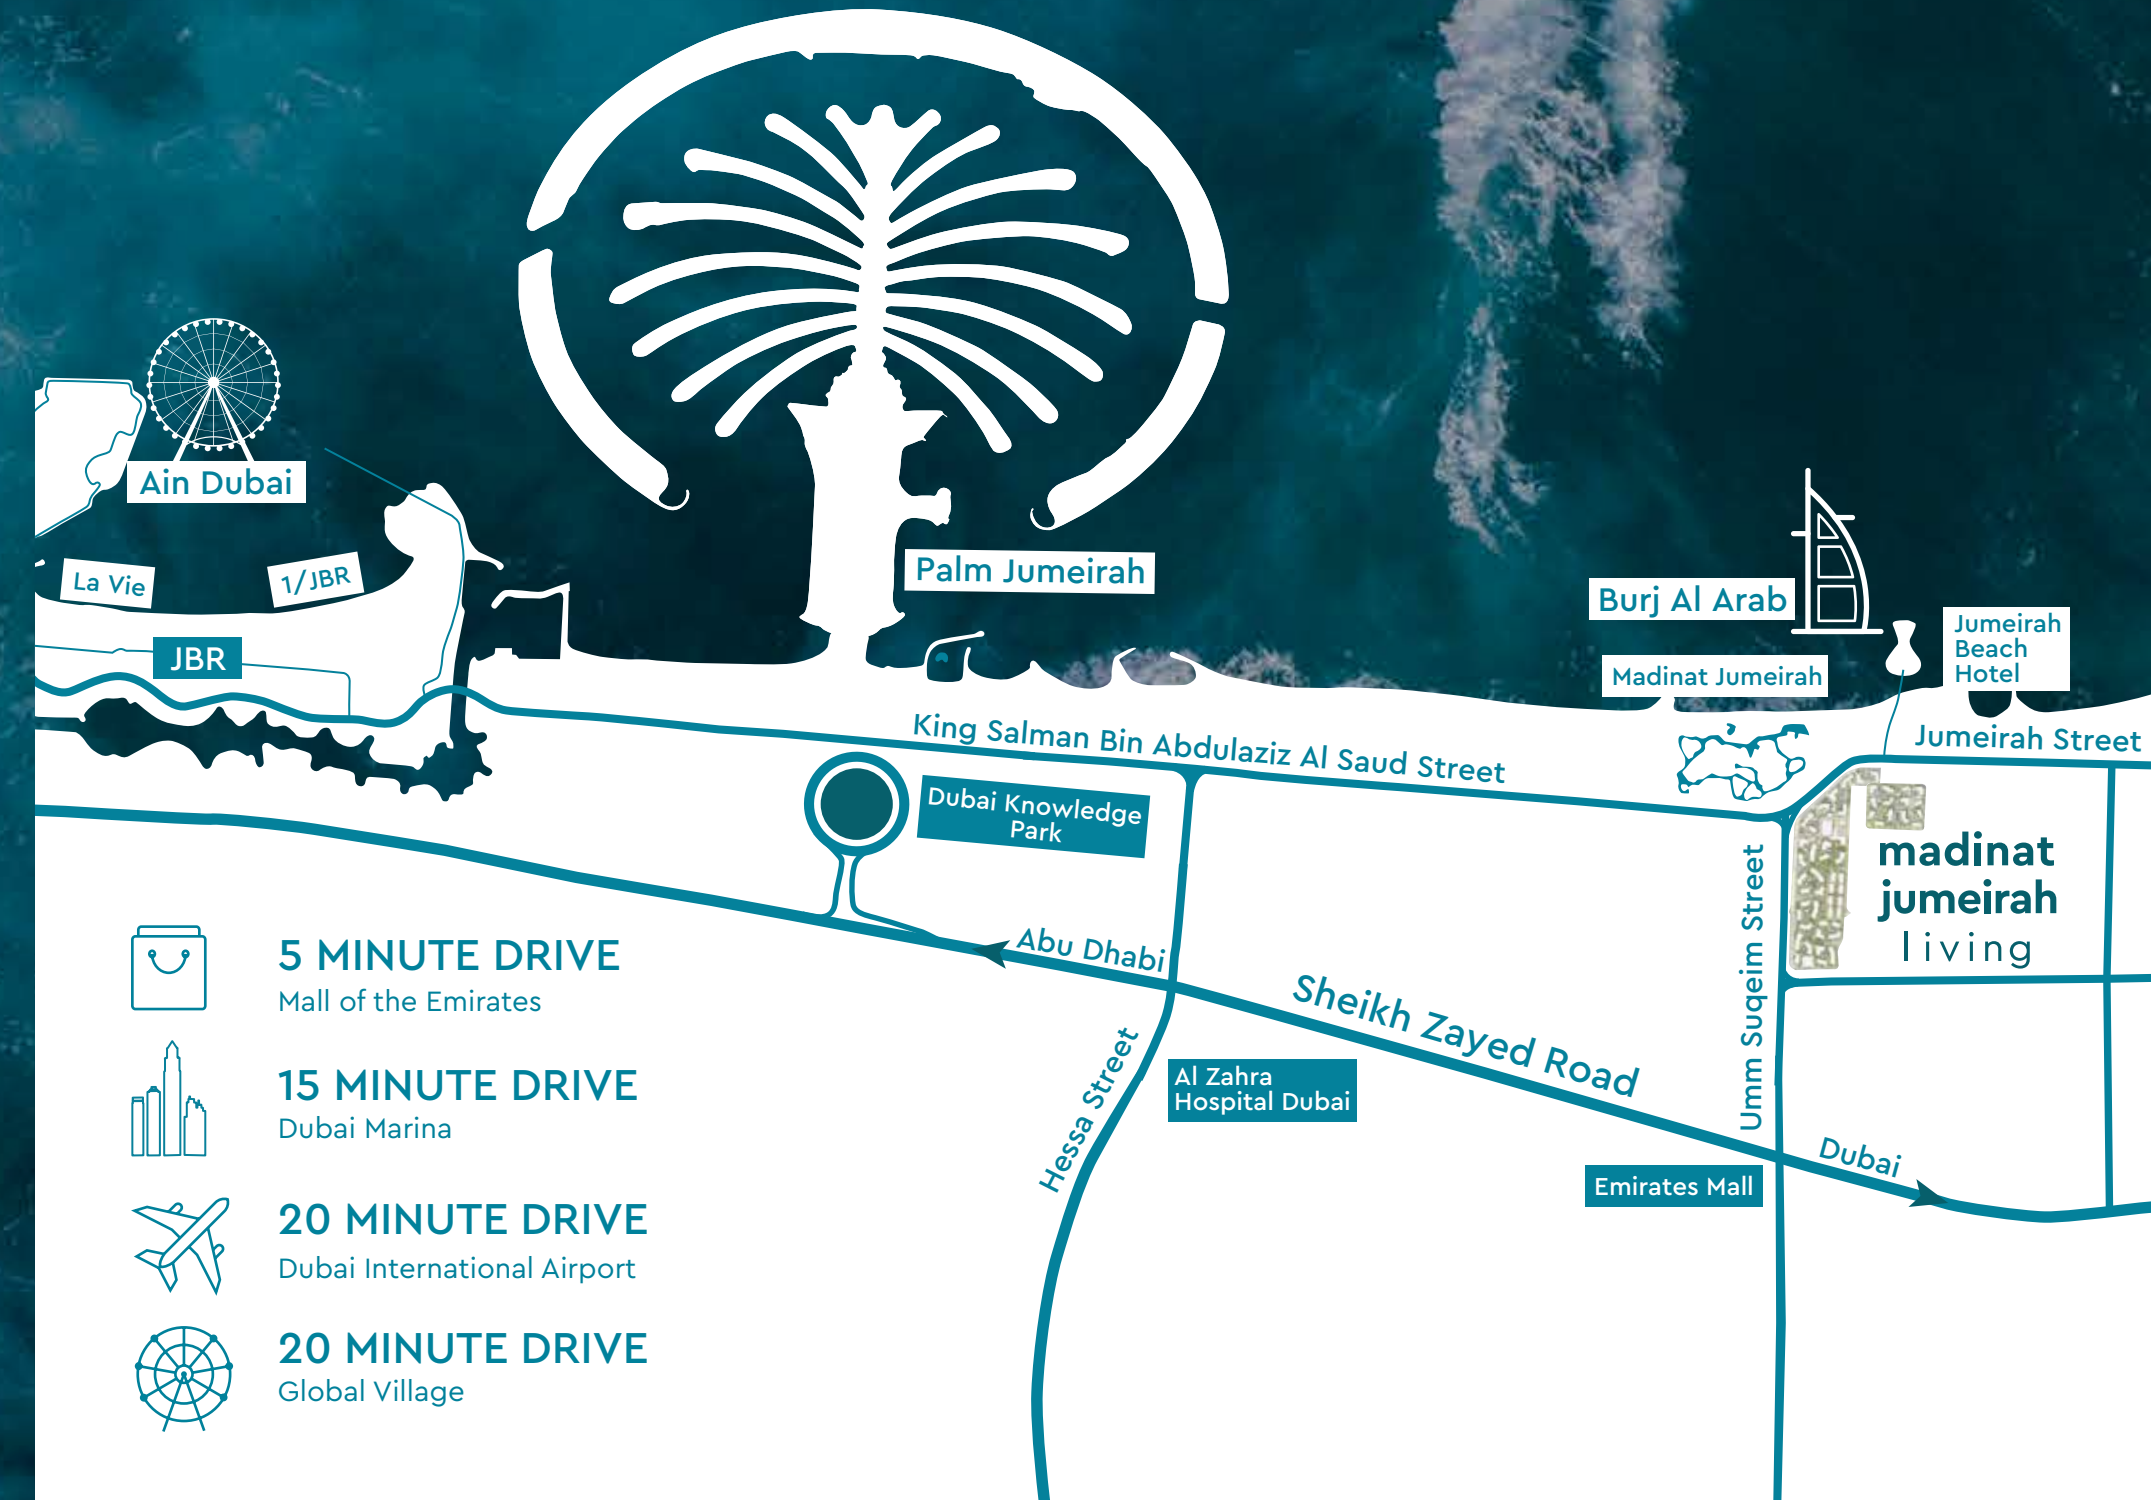 Ain Dubai
La Vie
1/JBR
JBR
Palm Jumeirah
Burj Al Arab
Jumeirah
Beach
Hotel
Madinat Jumeirah
King Salman Bin Abdulaziz Al Saud Street
Jumeirah Street
Dubai Knowledge
Park
madinat
jumeirah
living
Umm Suqeim Street
Abu Dhabi
Sheikh Zayed Road
Hessa Street
Al Zahra
Hospital Dubai
Dubai
Emirates Mall
5 MINUTE DRIVE
Mall of the Emirates
15 MINUTE DRIVE
Dubai Marina
20 MINUTE DRIVE
Dubai International Airport
20 MINUTE DRIVE
Global Village